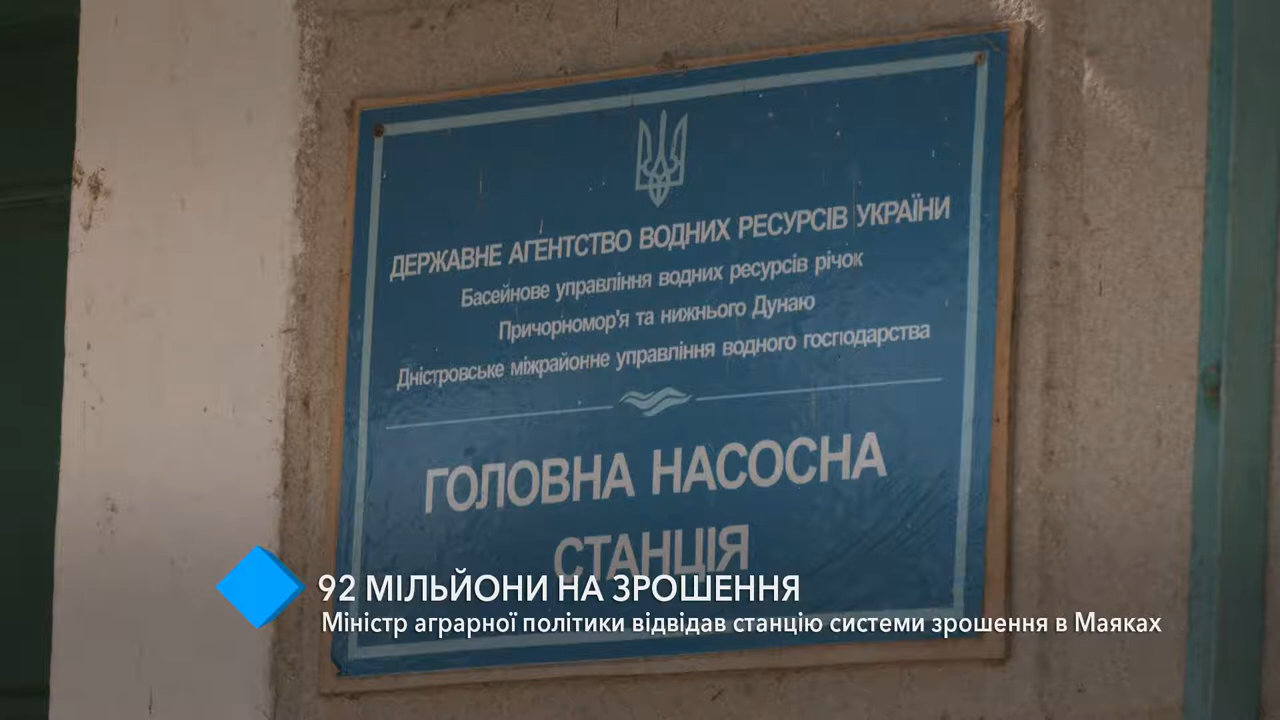 ДЕРЖАВНЕ АГЕНТСТВО ВОДНИХ РЕСУРСІВ УКРАЇНИ
Басейнове управління водних ресурсів річок
Причорномор'я та нижнього Дунаю
Дністровське міжрайонне управління водного господарства
ГОЛОВНА НАСОСНА
СТАНЦІЯ
92 МІЛЬЙОНИ НА ЗРОШЕННЯ
Міністр аграрної політики відвідав станцію системи зрошення в Маяках